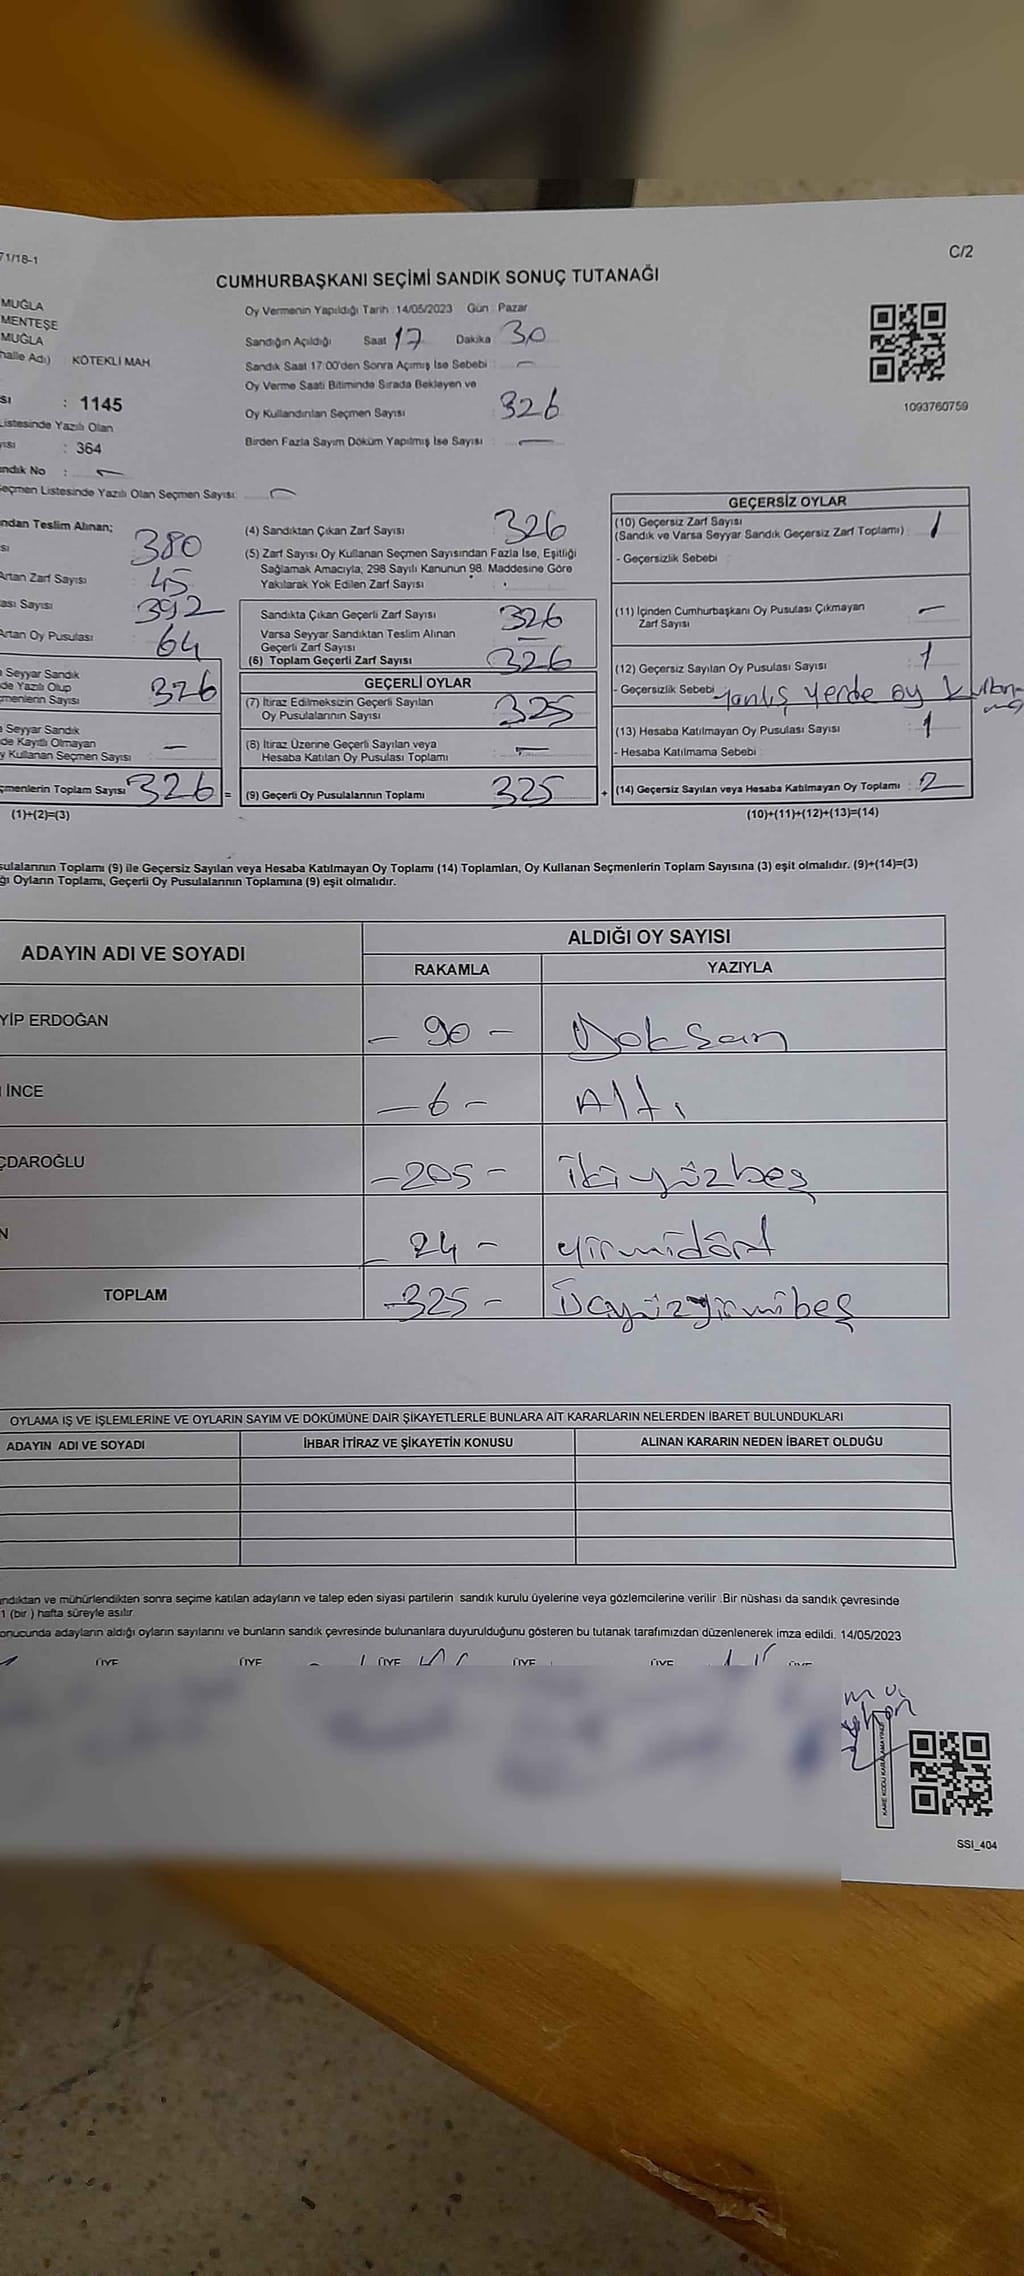 71/18-1
C/2
CUMHURBAŞKANI SEÇİMİ SANDIK SONUÇ TUTANAĞI
MUĞLA
MENTEŞE
MUĞLA
halle Adı) KÖTEKLİ MAH
sı : 1145
Listesinde Yazılı Olan
yısı : 364
andık No : -
eçmen Listesinde Yazılı Olan Seçmen Sayısı: -
Oy Vermenin Yapıldığı Tarih : 14/05/2023 Gün : Pazar
Sandığın Açıldığı Saat 17 Dakika 30
Sandık Saat 17:00'den Sonra Açılmış İse Sebebi : -
Oy Verme Saati Bitiminde Sırada Bekleyen ve
Oy Kullandırılan Seçmen Sayısı 326
Birden Fazla Sayım Döküm Yapılmış İse Sayısı : -
1093760759
ndan Teslim Alınan;
sı 380
Artan Zarf Sayısı 45
ası Sayısı 392
Artan Oy Pusulası : 64
a Seyyar Sandık
de Yazılı Olup
çmenlerin Sayısı 326
a Seyyar Sandık
de Kayıtlı Olmayan
y Kullanan Seçmen Sayısı -
çmenlerin Toplam Sayısı 326 =
(1)+(2)=(3)
(4) Sandıktan Çıkan Zarf Sayısı 326
(5) Zarf Sayısı Oy Kullanan Seçmen Sayısından Fazla İse, Eşitliği
Sağlamak Amacıyla; 298 Sayılı Kanunun 98. Maddesine Göre
Yakılarak Yok Edilen Zarf Sayısı :
Sandıkta Çıkan Geçerli Zarf Sayısı 326
Varsa Seyyar Sandıktan Teslim Alınan
Geçerli Zarf Sayısı -
(6) Toplam Geçerli Zarf Sayısı 326
GEÇERLİ OYLAR
(7) İtiraz Edilmeksizin Geçerli Sayılan
Oy Pusulalarının Sayısı 325
(8) İtiraz Üzerine Geçerli Sayılan veya
Hesaba Katılan Oy Pusulası Toplamı : -
(9) Geçerli Oy Pusulalarının Toplamı 325 +
GEÇERSİZ OYLAR
(10) Geçersiz Zarf Sayısı
(Sandık ve Varsa Seyyar Sandık Geçersiz Zarf Toplamı) : 1
- Geçersizlik Sebebi :
(11) İçinden Cumhurbaşkanı Oy Pusulası Çıkmayan
Zarf Sayısı : -
(12) Geçersiz Sayılan Oy Pusulası Sayısı : 1
- Geçersizlik Sebebi Yanlış yerde oy kullan-
(13) Hesaba Katılmayan Oy Pusulası Sayısı : 1
- Hesaba Katılmama Sebebi :
(14) Geçersiz Sayılan veya Hesaba Katılmayan Oy Toplamı : 2
(10)+(11)+(12)+(13)=(14)
sulalarının Toplamı (9) ile Geçersiz Sayılan veya Hesaba Katılmayan Oy Toplamı (14) Toplamları, Oy Kullanan Seçmenlerin Toplam Sayısına (3) eşit olmalıdır. (9)+(14)=(3)
ğı Oyların Toplamı, Geçerli Oy Pusulalarının Toplamına (9) eşit olmalıdır.
ADAYIN ADI VE SOYADI
ALDIĞI OY SAYISI
RAKAMLA YAZIYLA
YİP ERDOĞAN - 90 - Doksan
İNCE - 6 - Altı
ÇDAROĞLU - 205 - ikiyüzbeş
N - 24 - yirmidört
TOPLAM - 325 - Üçyüzyirmibeş
OYLAMA İŞ VE İŞLEMLERİNE VE OYLARIN SAYIM VE DÖKÜMÜNE DAİR ŞİKAYETLERLE BUNLARA AİT KARARLARIN NELERDEN İBARET BULUNDUKLARI
ADAYIN ADI VE SOYADI İHBAR İTİRAZ VE ŞİKAYETİN KONUSU ALINAN KARARIN NEDEN İBARET OLDUĞU
andıktan ve mühürlendikten sonra seçime katılan adayların ve talep eden siyasi partilerin sandık kurulu üyelerine veya gözlemcilerine verilir. Bir nüshası da sandık çevresinde
1 (bir ) hafta süreyle asılır
onucunda adayların aldığı oyların sayılarını ve bunların sandık çevresinde bulunanlara duyurulduğunu gösteren bu tutanak tarafımızdan düzenlenerek imza edildi. 14/05/2023
ÜYE ÜYE ÜYE ÜYE ÜYE ÜYE
KARE KODU KARALAMAYINIZ
SSI_404